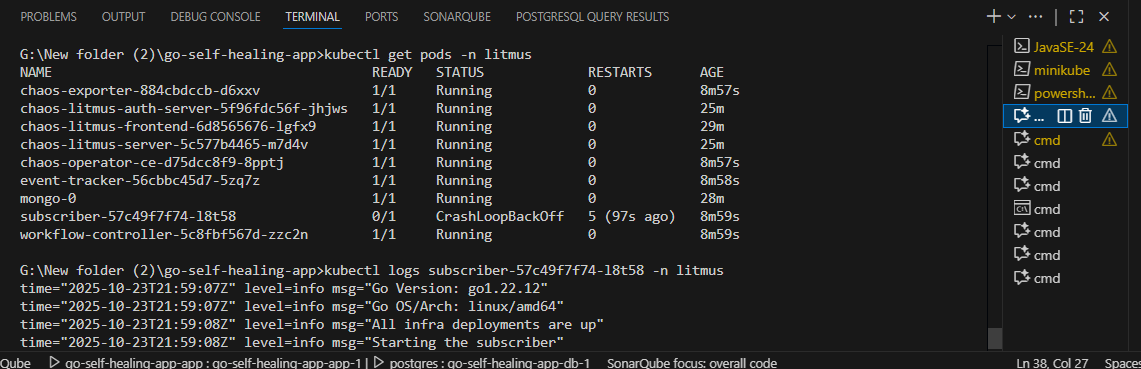 PROBLEMS OUTPUT DEBUG CONSOLE TERMINAL PORTS SONARQUBE POSTGRESQL QUERY RESULTS
G:\New folder (2)\go-self-healing-app>kubectl get pods -n litmus
NAME READY STATUS RESTARTS AGE
chaos-exporter-884cbdccb-d6xxv 1/1 Running 0 8m57s
chaos-litmus-auth-server-5f96fdc56f-jhjws 1/1 Running 0 25m
chaos-litmus-frontend-6d8565676-lgfx9 1/1 Running 0 29m
chaos-litmus-server-5c577b4465-m7d4v 1/1 Running 0 25m
chaos-operator-ce-d75dcc8f9-8pptj 1/1 Running 0 8m57s
event-tracker-56cbbc45d7-5zq7z 1/1 Running 0 8m58s
mongo-0 1/1 Running 0 28m
subscriber-57c49f7f74-l8t58 0/1 CrashLoopBackOff 5 (97s ago) 8m59s
workflow-controller-5c8fbf567d-zzc2n 1/1 Running 0 8m59s
G:\New folder (2)\go-self-healing-app>kubectl logs subscriber-57c49f7f74-l8t58 -n litmus
time="2025-10-23T21:59:07Z" level=info msg="Go Version: go1.22.12"
time="2025-10-23T21:59:07Z" level=info msg="Go OS/Arch: linux/amd64"
time="2025-10-23T21:59:08Z" level=info msg="All infra deployments are up"
time="2025-10-23T21:59:08Z" level=info msg="Starting the subscriber"
JavaSE-24
minikube
powersh...
...
cmd
cmd
cmd
cmd
cmd
cmd
cmd
Qube go-self-healing-app-app : go-self-healing-app-app-1 | postgres : go-self-healing-app-db-1 SonarQube focus: overall code Ln 38, Col 27 Spaces